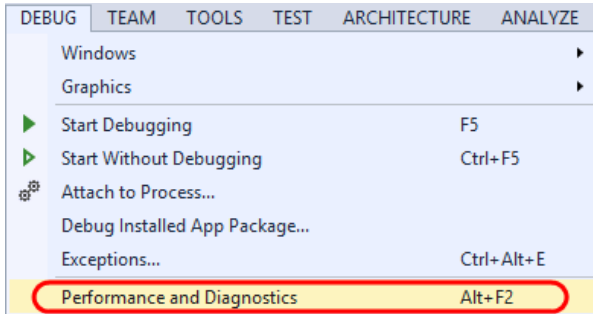 DEBUG TEAM TOOLS TEST ARCHITECTURE ANALYZE
Windows
Graphics
Start Debugging F5
Start Without Debugging Ctrl+F5
Attach to Process...
Debug Installed App Package...
Exceptions... Ctrl+Alt+E
Performance and Diagnostics Alt+F2